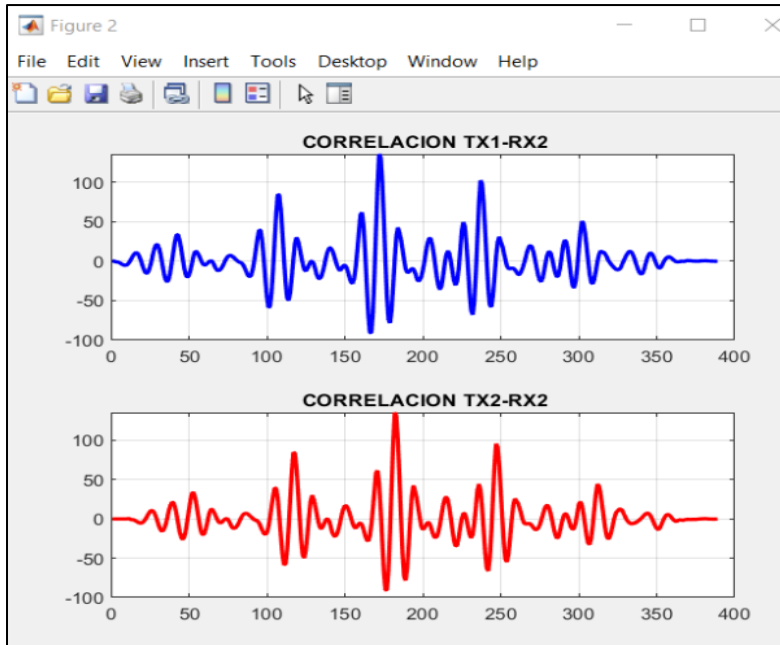 Figure 2
File Edit View Insert Tools Desktop Window Help
CORRELACION TX1-RX2
100
50
0
-50
-100
0 50 100 150 200 250 300 350 400
CORRELACION TX2-RX2
100
50
0
-50
-100
0 50 100 150 200 250 300 350 400